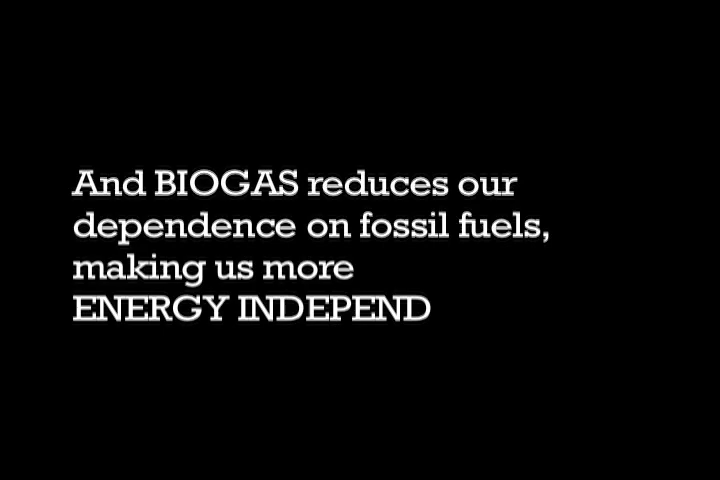 And BIOGAS reduces our
dependence on fossil fuels,
making us more
ENERGY INDEPEND